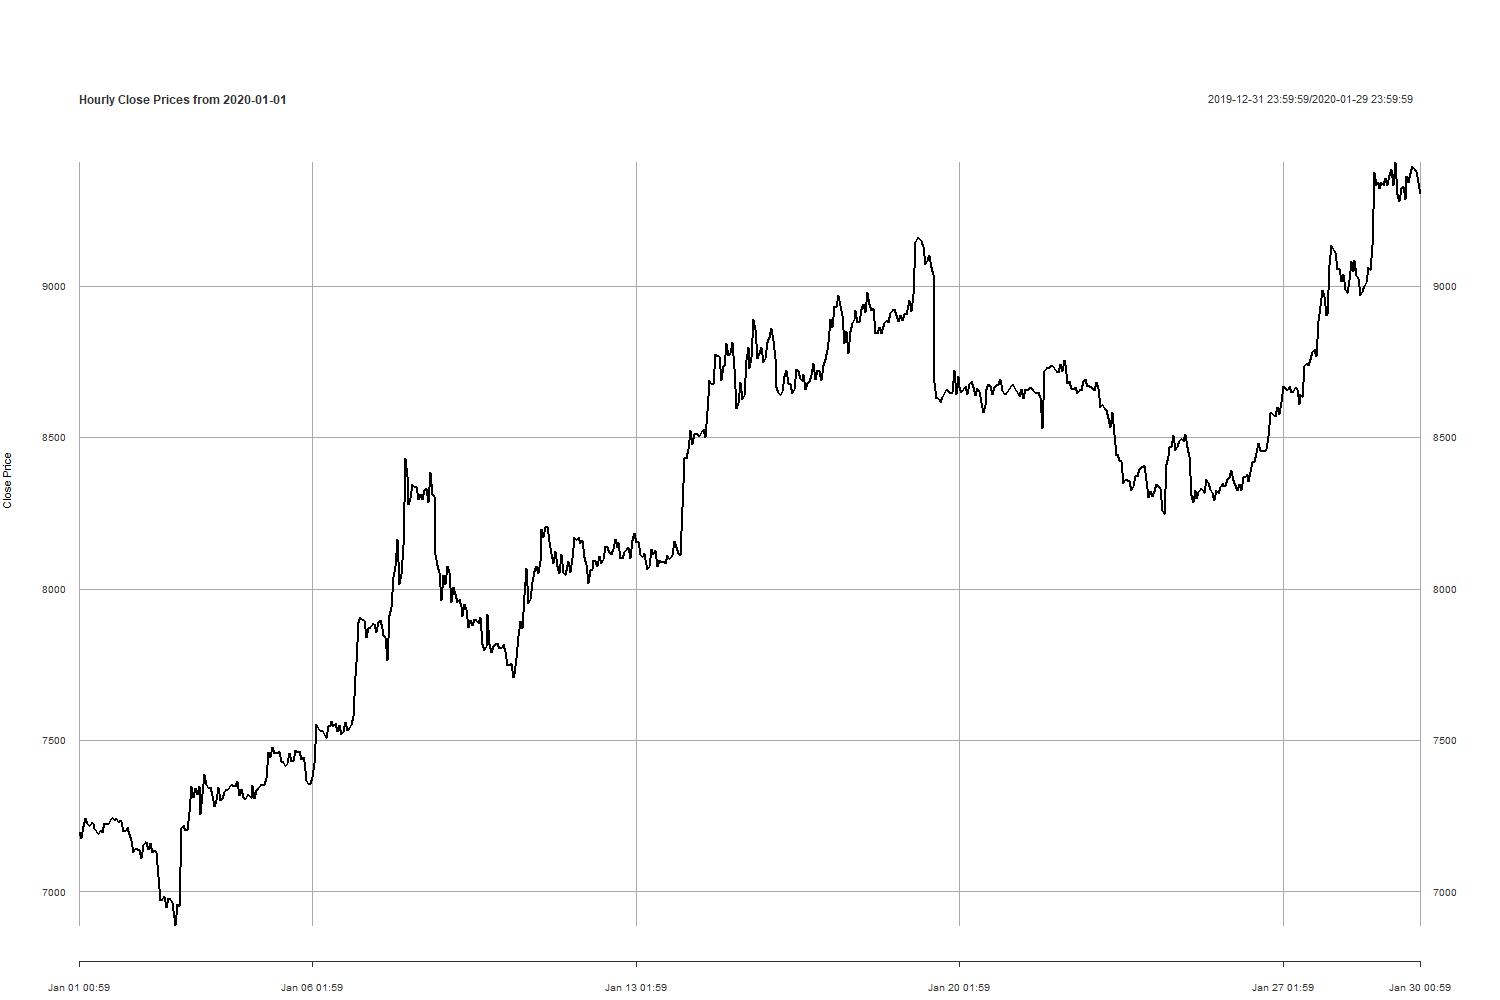 Hourly Close Prices from 2020-01-01
2019-12-31 23:59:59/2020-01-29 23:59:59
9000
9000
8500
8500
Close Price
8000
8000
7500
7500
7000
7000
Jan 01 00:59
Jan 06 01:59
Jan 13 01:59
Jan 20 01:59
Jan 27 01:59
Jan 30 00:59